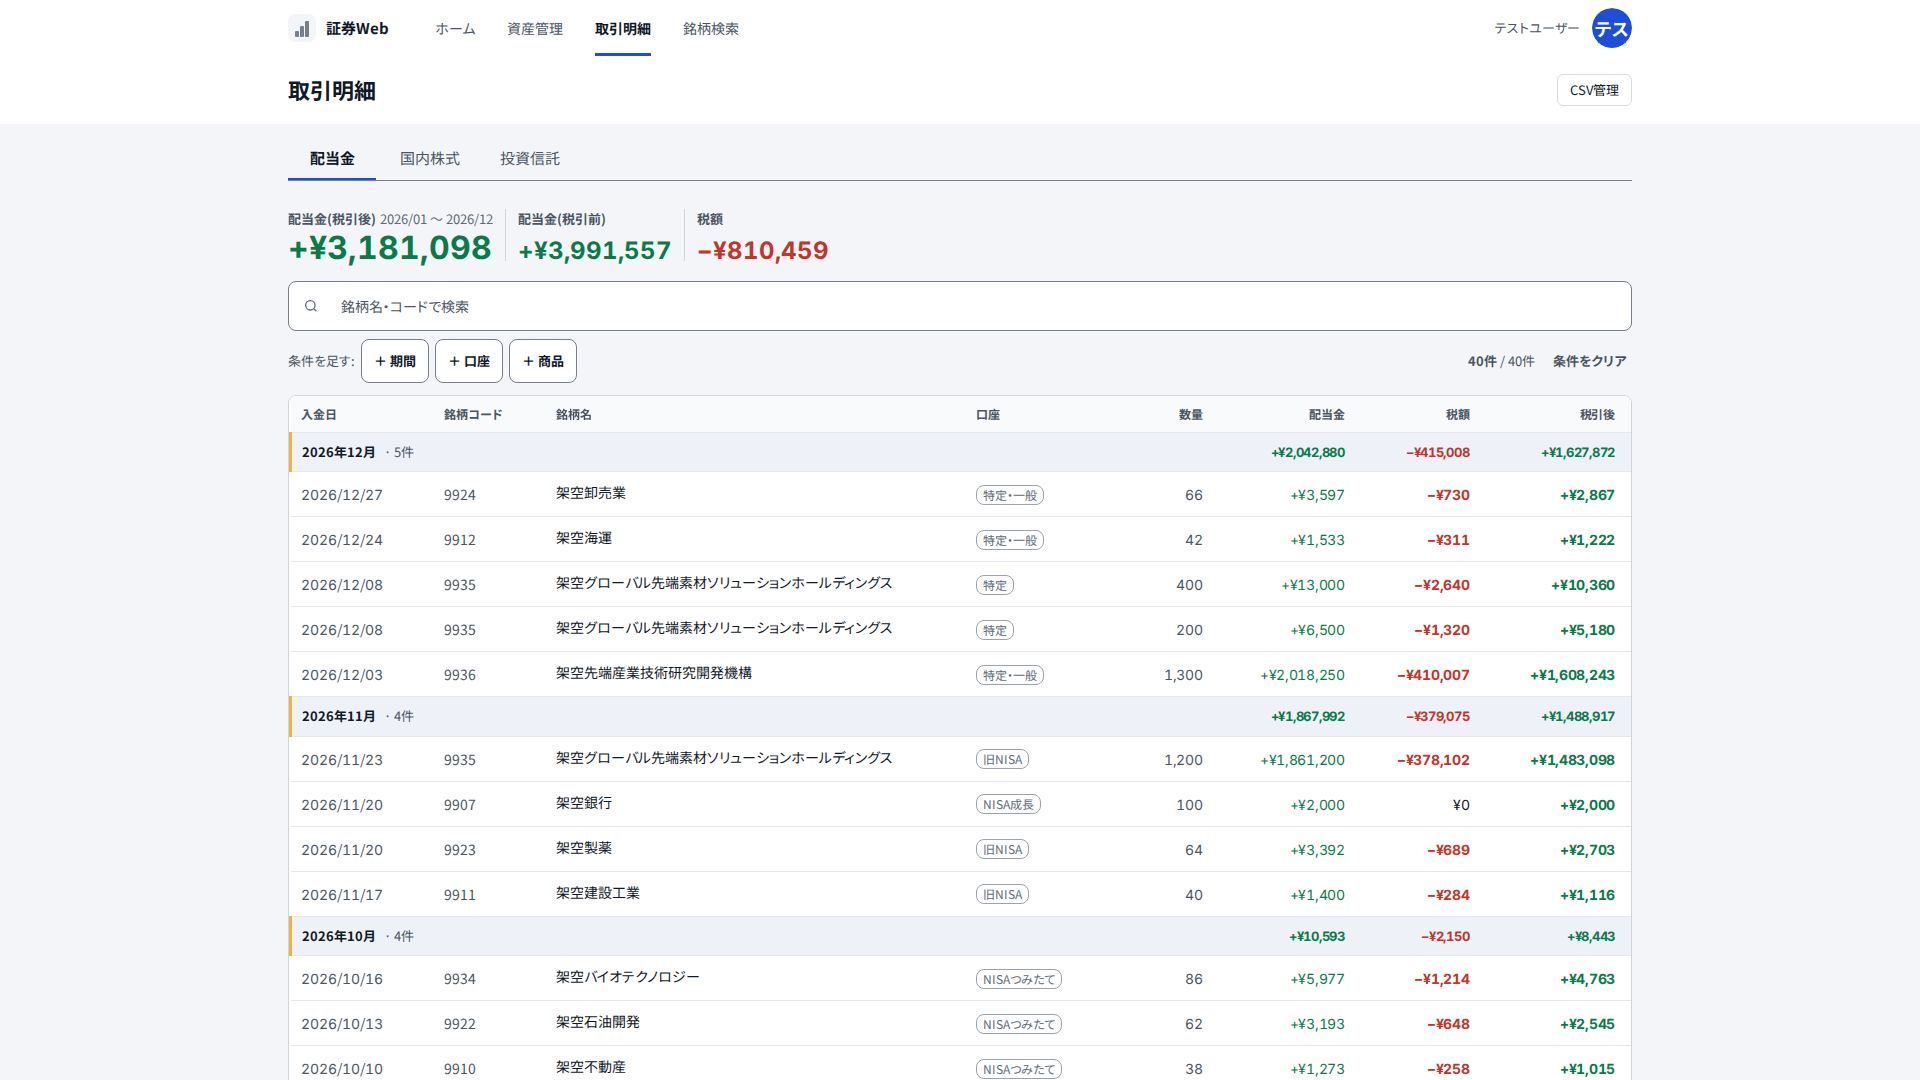 証券Web ホーム 資産管理 取引明細 銘柄検索 テストユーザー テス
取引明細 CSV管理
配当金 国内株式 投資信託
配当金(税引後) 2026/01 〜 2026/12 配当金(税引前) 税額
+¥3,181,098 +¥3,991,557 −¥810,459
銘柄名・コードで検索
条件を足す: + 期間 + 口座 + 商品 40件 / 40件 条件をクリア
入金日 銘柄コード 銘柄名 口座 数量 配当金 税額 税引後
2026年12月 · 5件 +¥2,042,880 −¥415,008 +¥1,627,872
2026/12/27 9924 架空卸売業 特定・一般 66 +¥3,597 −¥730 +¥2,867
2026/12/24 9912 架空海運 特定・一般 42 +¥1,533 −¥311 +¥1,222
2026/12/08 9935 架空グローバル先端素材ソリューションホールディングス 特定 400 +¥13,000 −¥2,640 +¥10,360
2026/12/08 9935 架空グローバル先端素材ソリューションホールディングス 特定 200 +¥6,500 −¥1,320 +¥5,180
2026/12/03 9936 架空先端産業技術研究開発機構 特定・一般 1,300 +¥2,018,250 −¥410,007 +¥1,608,243
2026年11月 · 4件 +¥1,867,992 −¥379,075 +¥1,488,917
2026/11/23 9935 架空グローバル先端素材ソリューションホールディングス 旧NISA 1,200 +¥1,861,200 −¥378,102 +¥1,483,098
2026/11/20 9907 架空銀行 NISA成長 100 +¥2,000 ¥0 +¥2,000
2026/11/20 9923 架空製薬 旧NISA 64 +¥3,392 −¥689 +¥2,703
2026/11/17 9911 架空建設工業 旧NISA 40 +¥1,400 −¥284 +¥1,116
2026年10月 · 4件 +¥10,593 −¥2,150 +¥8,443
2026/10/16 9934 架空バイオテクノロジー NISAつみたて 86 +¥5,977 −¥1,214 +¥4,763
2026/10/13 9922 架空石油開発 NISAつみたて 62 +¥3,193 −¥648 +¥2,545
2026/10/10 9910 架空不動産 NISAつみたて 38 +¥1,273 −¥258 +¥1,015